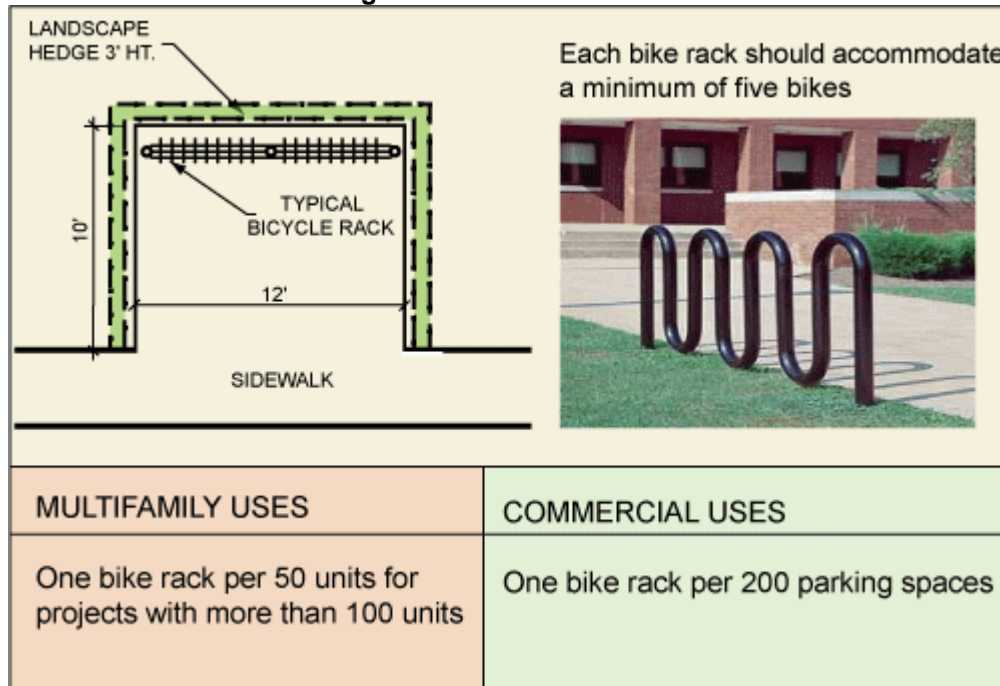 LANDSCAPE
HEDGE 3' HT.
10'
TYPICAL
BICYCLE RACK
12'
SIDEWALK
Each bike rack should accommodate
a minimum of five bikes
MULTIFAMILY USES
One bike rack per 50 units for
projects with more than 100 units
COMMERCIAL USES
One bike rack per 200 parking spaces